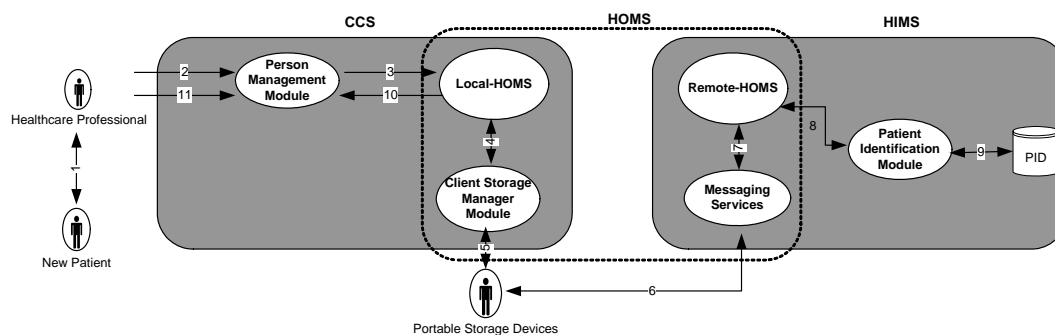 CCS
HOMS
HIMS
Healthcare Professional
1
New Patient
2
11
Person
Management
Module
3
10
Local-HOMS
4
Client Storage
Manager
Module
5
Portable Storage Devices
6
Remote-HOMS
7
Messaging
Services
8
Patient
Identification
Module
9
PID